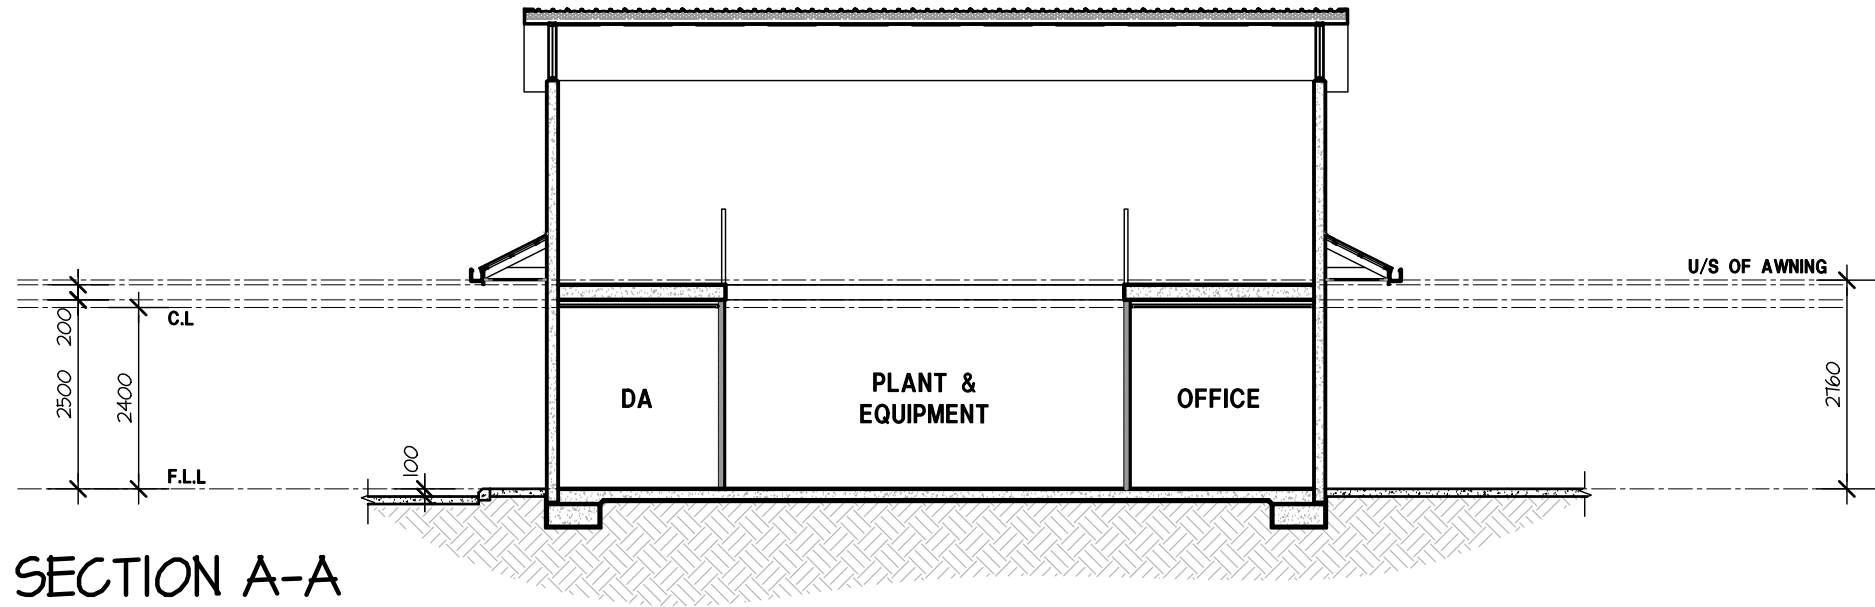 U/S OF AWNING
200
C.L
2500
2400
2760
DA
PLANT &
EQUIPMENT
OFFICE
100
F.L.L
SECTION A-A